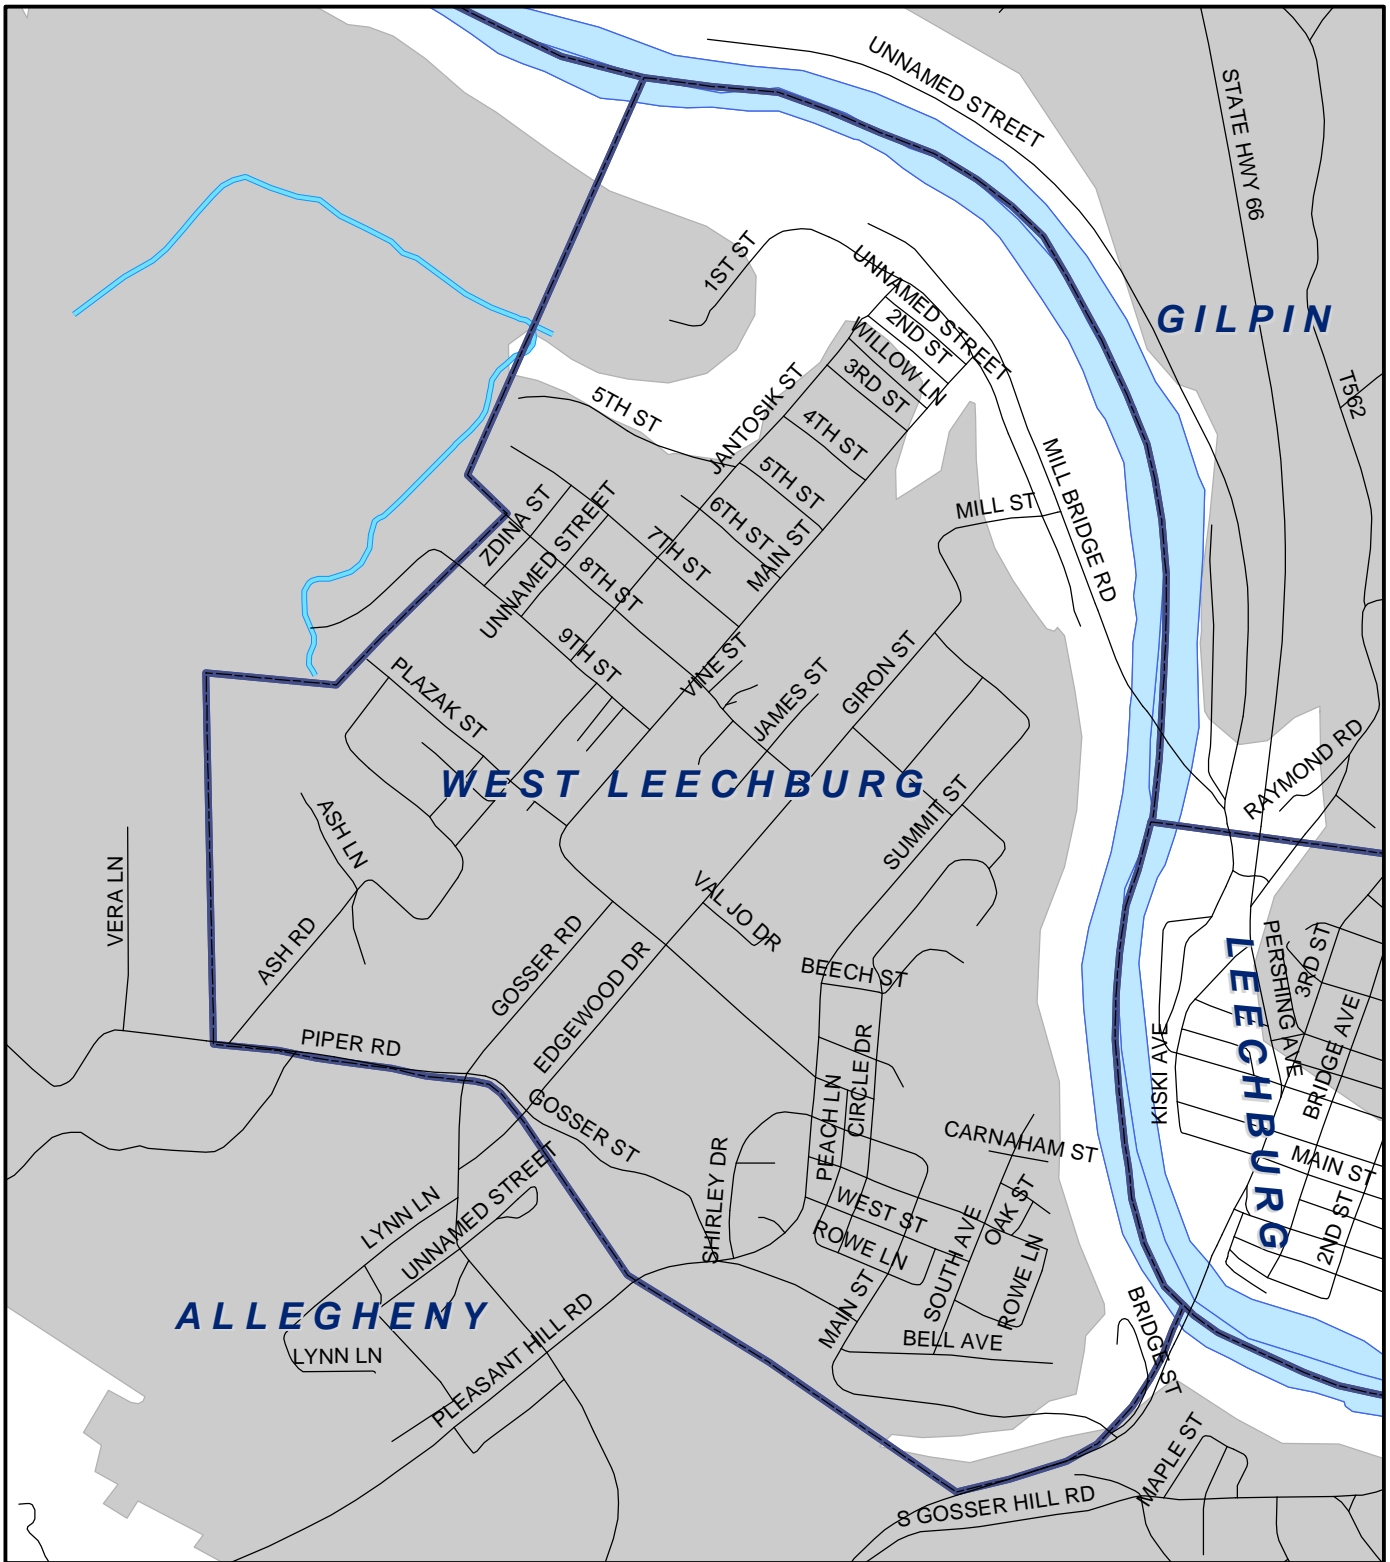 UNNAMED STREET
STATE HWY 66
1ST ST
UNNAMED STREET
GILPIN
2ND ST
WILLOW LN
3RD ST
T562
5TH ST
JANTOSIK ST
4TH ST
5TH ST
MILL BRIDGE RD
6TH ST
MILL ST
ZDINA ST
UNNAMED STREET
7TH ST
MAIN ST
8TH ST
9TH ST
VINE ST
GIRON ST
JAMES ST
PLAZAK ST
WEST LEECHBURG
RAYMOND RD
ASH LN
SUMMIT ST
VERA LN
VAL JO DR
ASH RD
GOSSER RD
EDGEWOOD DR
BEECH ST
LEECHBURG
PERSHING AVE
3RD ST
PIPER RD
CIRCLE DR
KISKI AVE
BRIDGE AVE
GOSSER ST
PEACH LN
CARNAHAM ST
MAIN ST
SHIRLEY DR
LYNN LN
UNNAMED STREET
WEST ST
OAK ST
ROWE LN
SOUTH AVE
ROWE LN
2ND ST
ALLEGHENY
MAIN ST
BELL AVE
BRIDGE ST
LYNN LN
PLEASANT HILL RD
MAPLE ST
S GOSSER HILL RD